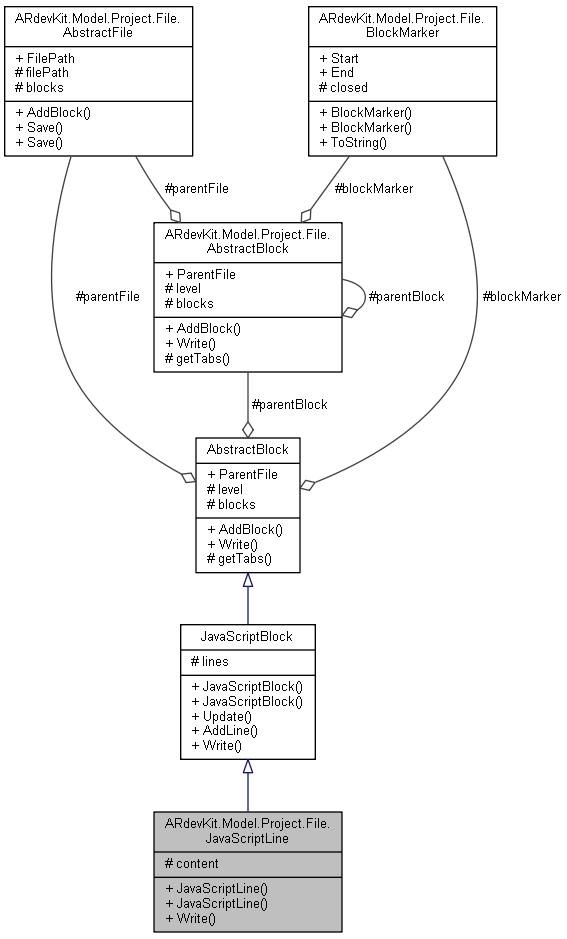 ARdevKit.Model.Project.File.
AbstractFile
+ FilePath
# filePath
# blocks
+ AddBlock()
+ Save()
+ Save()
ARdevKit.Model.Project.File.
BlockMarker
+ Start
+ End
# closed
+ BlockMarker()
+ BlockMarker()
+ ToString()
#parentFile
#blockMarker
ARdevKit.Model.Project.File.
AbstractBlock
+ ParentFile
# level
# blocks
+ AddBlock()
+ Write()
# getTabs()
#parentFile
#parentBlock
#blockMarker
#parentBlock
AbstractBlock
+ ParentFile
# level
# blocks
+ AddBlock()
+ Write()
# getTabs()
JavaScriptBlock
# lines
+ JavaScriptBlock()
+ JavaScriptBlock()
+ Update()
+ AddLine()
+ Write()
ARdevKit.Model.Project.File.
JavaScriptLine
# content
+ JavaScriptLine()
+ JavaScriptLine()
+ Write()